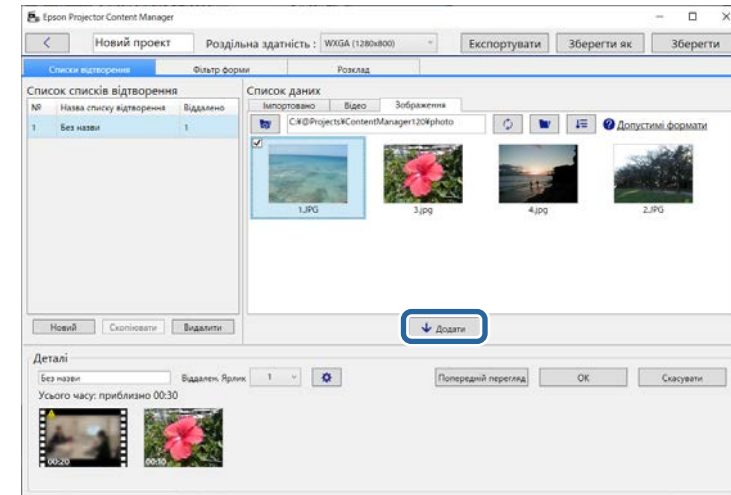 Epson Projector Content Manager
Новий проект Роздільна здатність : WXGA (1280x800) Експортувати Зберегти як Зберегти
Списки відтворення Фільтр форми Розклад
Список списків відтворення Список даних
№ Назва списку відтворення Віддалено Імпортовано Відео Зображення
1 Без назви 1 C:¥@Projects¥ContentManager120¥photo Допустимі формати
1.JPG 3.jpg 4.jpg 2.JPG
Новий Скопіювати Видалити Додати
Деталі
Без назви Віддален. Ярлик 1 Попередній перегляд OK Скасувати
Усього часу: приблизно 00:30
00:20 00:10